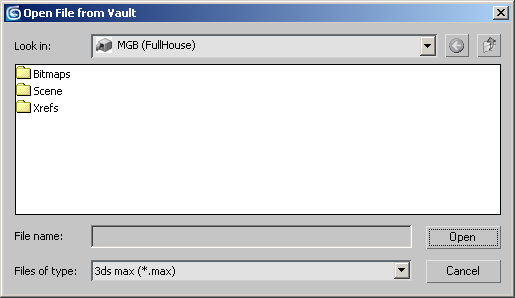 Open File from Vault
Look in: MGB (FullHouse)
Bitmaps
Scene
Xrefs
File name: Open
Files of type: 3ds max (*.max) Cancel